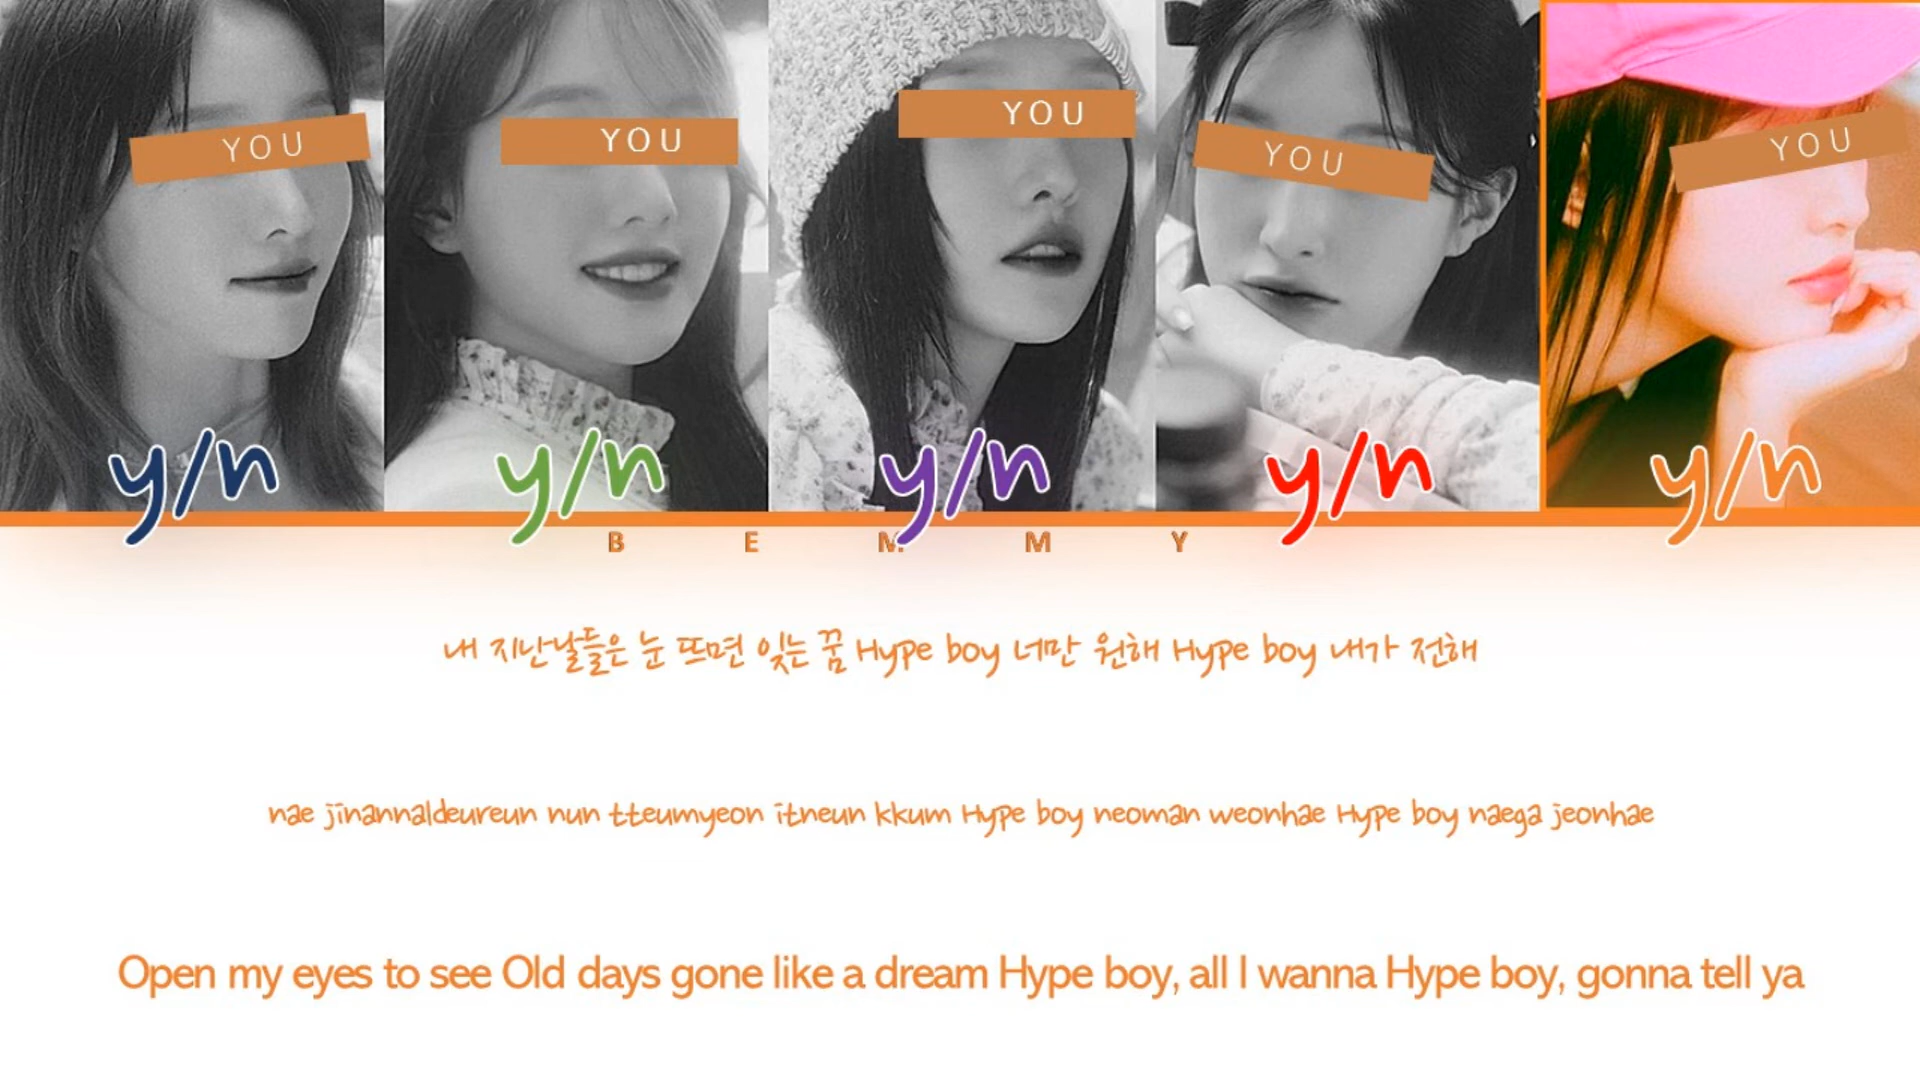 YOU
YOU
YOU
YOU
YOU
y/n
y/n
y/n
y/n
y/n
BEMMY
내 지난날들은 눈 뜨면 잊는 꿈 Hype boy 너만 원해 Hype boy 내가 전해
nae jinannaldeureun nun tteumyeon itneun kkum Hype boy neoman weonhae Hype boy naega jeonhae
Open my eyes to see Old days gone like a dream Hype boy, all I wanna Hype boy, gonna tell ya